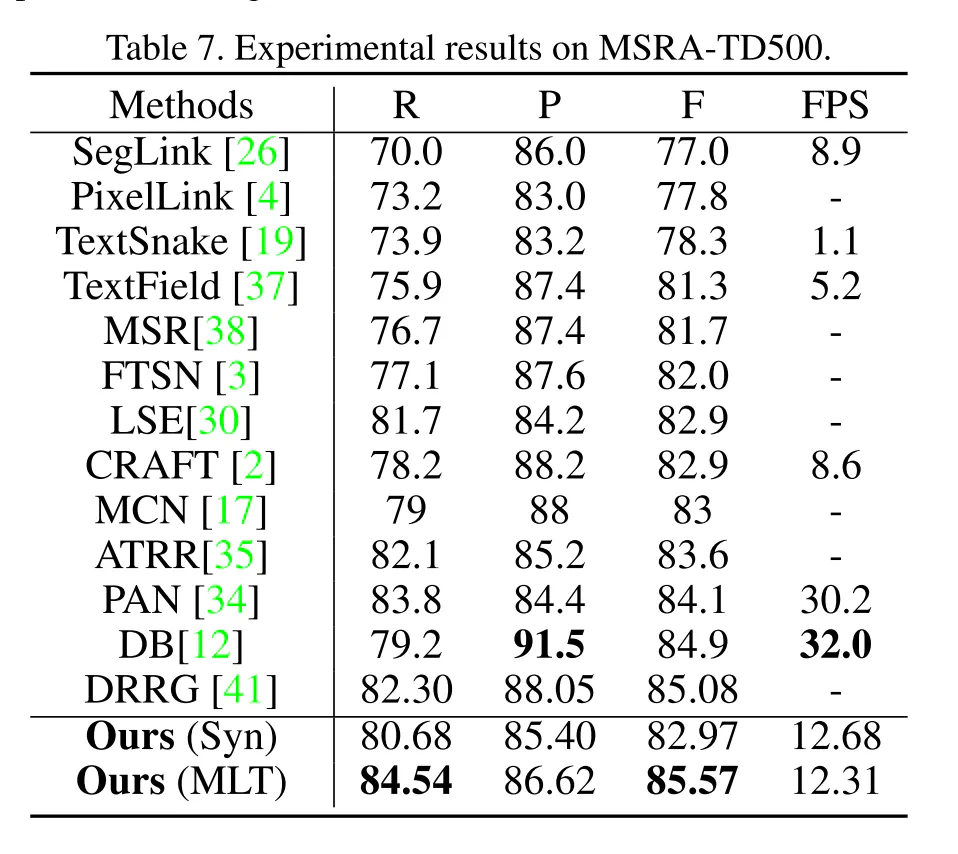 Table 7. Experimental results on MSRA-TD500.
Methods R P F FPS
SegLink [26] 70.0 86.0 77.0 8.9
PixelLink [4] 73.2 83.0 77.8 -
TextSnake [19] 73.9 83.2 78.3 1.1
TextField [37] 75.9 87.4 81.3 5.2
MSR[38] 76.7 87.4 81.7 -
FTSN [3] 77.1 87.6 82.0 -
LSE[30] 81.7 84.2 82.9 -
CRAFT [2] 78.2 88.2 82.9 8.6
MCN [17] 79 88 83 -
ATRR[35] 82.1 85.2 83.6 -
PAN [34] 83.8 84.4 84.1 30.2
DB[12] 79.2 91.5 84.9 32.0
DRRG [41] 82.30 88.05 85.08 -
Ours (Syn) 80.68 85.40 82.97 12.68
Ours (MLT) 84.54 86.62 85.57 12.31